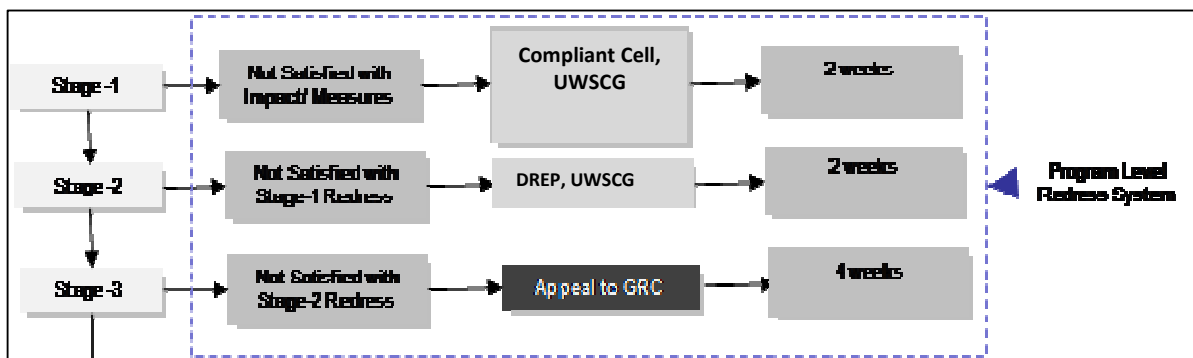 Stage -1
Not Satisfied with
Impact/ Measures
Compliant Cell,
UWSCG
2 weeks
Stage -2
Not Satisfied with
Stage-1 Redress
DREP, UWSCG
2 weeks
Program Level
Redress System
Stage -3
Not Satisfied with
Stage-2 Redress
Appeal to GRC
4 weeks